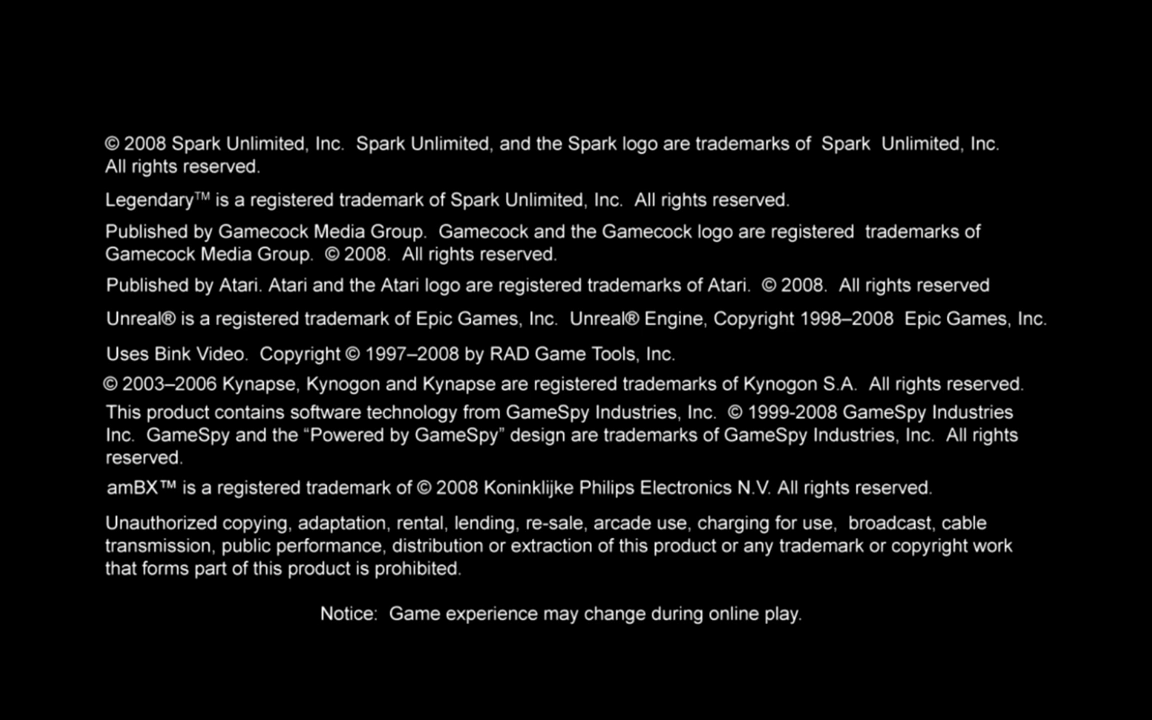 © 2008 Spark Unlimited, Inc.  Spark Unlimited, and the Spark logo are trademarks of  Spark  Unlimited, Inc.
All rights reserved.
Legendary™ is a registered trademark of Spark Unlimited, Inc.  All rights reserved.
Published by Gamecock Media Group.  Gamecock and the Gamecock logo are registered  trademarks of
Gamecock Media Group.  © 2008.  All rights reserved.
Published by Atari. Atari and the Atari logo are registered trademarks of Atari.  © 2008.  All rights reserved
Unreal® is a registered trademark of Epic Games, Inc.  Unreal® Engine, Copyright 1998–2008  Epic Games, Inc.
Uses Bink Video.  Copyright © 1997–2008 by RAD Game Tools, Inc.
© 2003–2006 Kynapse, Kynogon and Kynapse are registered trademarks of Kynogon S.A.  All rights reserved.
This product contains software technology from GameSpy Industries, Inc.  © 1999-2008 GameSpy Industries
Inc.  GameSpy and the “Powered by GameSpy” design are trademarks of GameSpy Industries, Inc.  All rights
reserved.
amBX™ is a registered trademark of © 2008 Koninklijke Philips Electronics N.V. All rights reserved.
Unauthorized copying, adaptation, rental, lending, re-sale, arcade use, charging for use,  broadcast, cable
transmission, public performance, distribution or extraction of this product or any trademark or copyright work
that forms part of this product is prohibited.
Notice:  Game experience may change during online play.